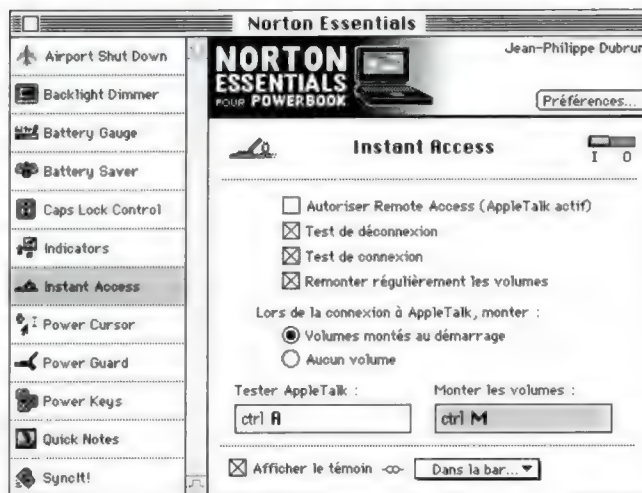 Norton Essentials
Airport Shut Down
Backlight Dimmer
Battery Gauge
Battery Saver
Caps Lock Control
Indicators
Instant Access
Power Cursor
Power Guard
Power Keys
Quick Notes
SyncIt!
NORTON
ESSENTIALS
POUR POWERBOOK
Jean-Philippe Dubrur
Préférences...
Instant Access
I O
Autoriser Remote Access (AppleTalk actif)
Test de déconnexion
Test de connexion
Remonter régulièrement les volumes
Lors de la connexion à AppleTalk, monter :
Volumes montés au démarrage
Aucun volume
Tester AppleTalk :
Monter les volumes :
ctrl A
ctrl M
Afficher le témoin
Dans la bar...